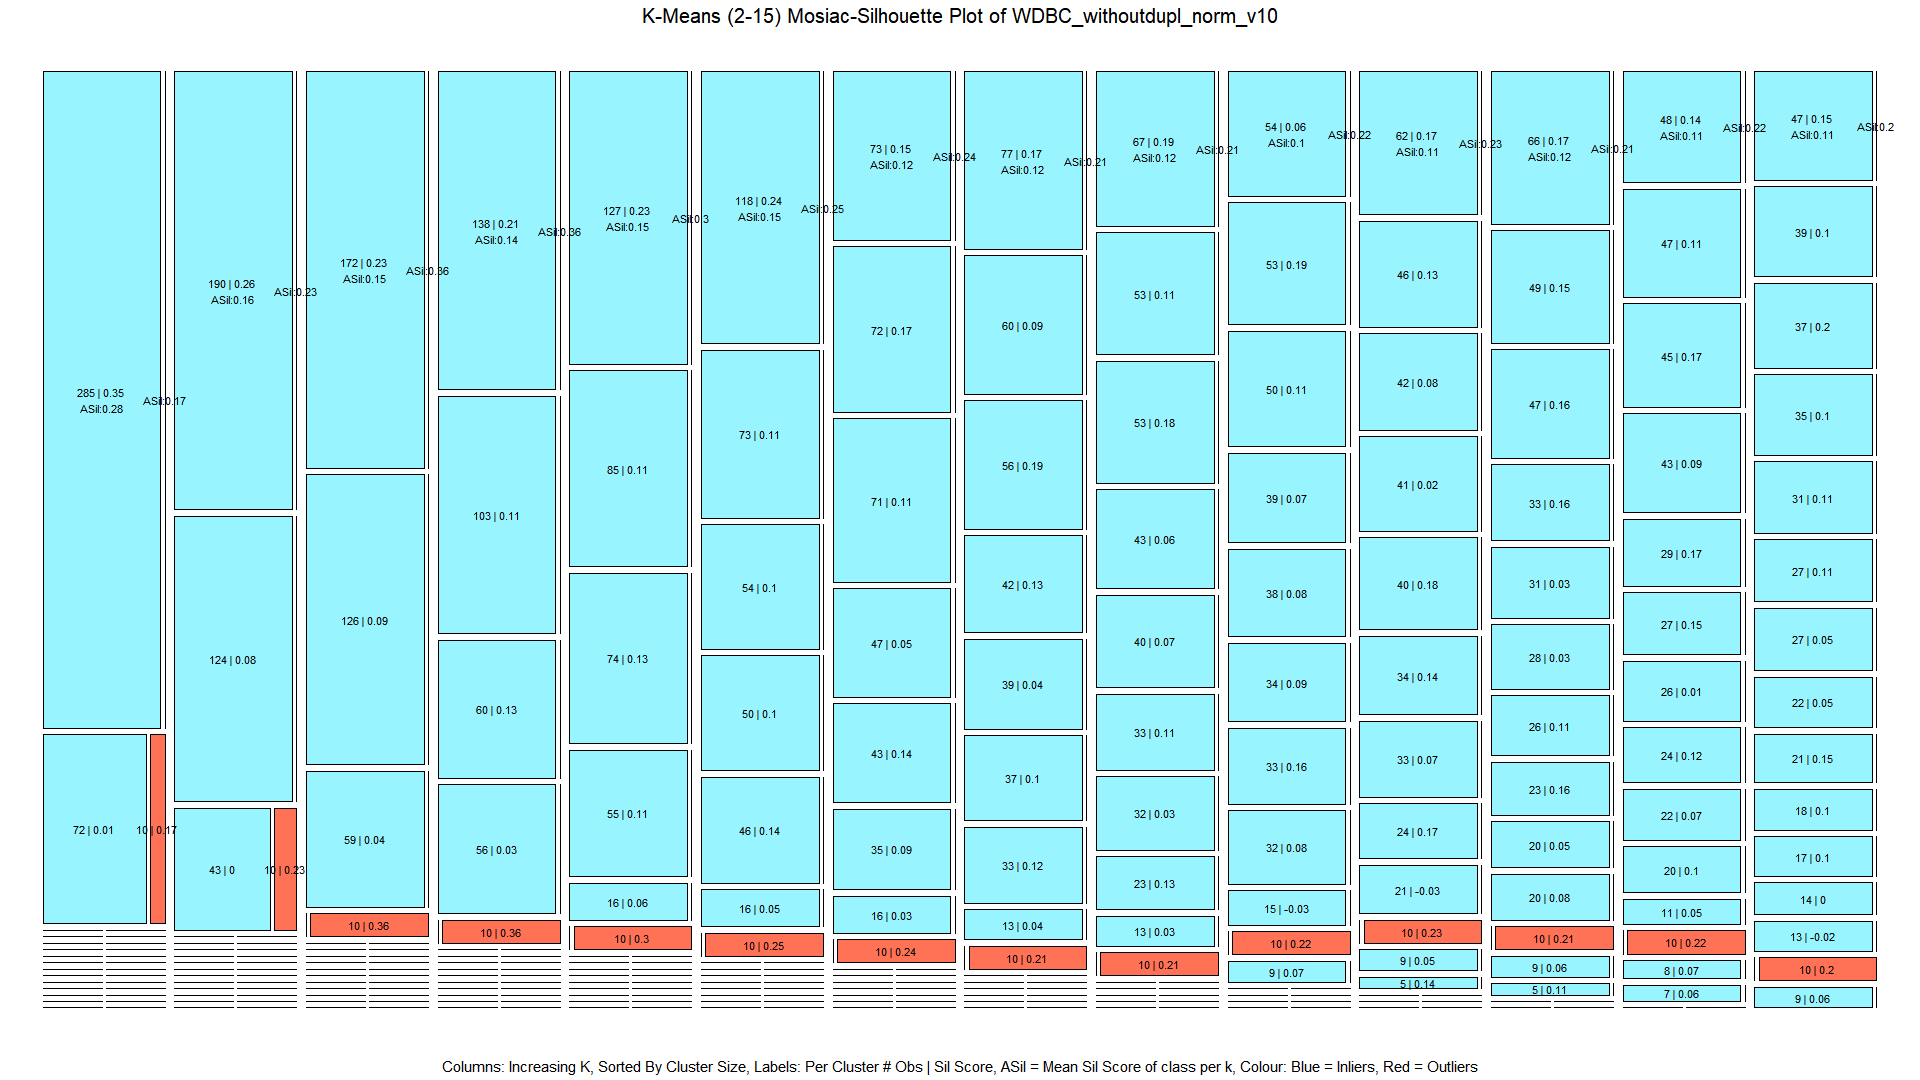 K-Means (2-15) Mosiac-Silhouette Plot of WDBC_withoutdupl_norm_v10
285 | 0.35
ASil:0.28
ASil:0.17
72 | 0.01
10 | 0.17
190 | 0.26
ASil:0.16
ASil:0.23
124 | 0.08
43 | 0
10 | 0.23
172 | 0.23
ASil:0.15
ASil:0.36
126 | 0.09
59 | 0.04
10 | 0.36
138 | 0.21
ASil:0.14
ASil:0.36
103 | 0.11
60 | 0.13
56 | 0.03
10 | 0.36
127 | 0.23
ASil:0.15
ASil:0.3
85 | 0.11
74 | 0.13
55 | 0.11
16 | 0.06
10 | 0.3
118 | 0.24
ASil:0.15
ASil:0.25
73 | 0.11
54 | 0.1
50 | 0.1
46 | 0.14
16 | 0.05
10 | 0.25
73 | 0.15
ASil:0.12
ASil:0.24
72 | 0.17
71 | 0.11
47 | 0.05
43 | 0.14
35 | 0.09
16 | 0.03
10 | 0.24
77 | 0.17
ASil:0.12
ASil:0.21
60 | 0.09
56 | 0.19
42 | 0.13
39 | 0.04
37 | 0.1
33 | 0.12
13 | 0.04
10 | 0.21
67 | 0.19
ASil:0.12
ASil:0.21
53 | 0.11
53 | 0.18
43 | 0.06
40 | 0.07
33 | 0.11
32 | 0.03
23 | 0.13
13 | 0.03
10 | 0.21
54 | 0.06
ASil:0.1
ASil:0.22
53 | 0.19
50 | 0.11
39 | 0.07
38 | 0.08
34 | 0.09
33 | 0.16
32 | 0.08
15 | -0.03
10 | 0.22
9 | 0.07
62 | 0.17
ASil:0.11
ASil:0.23
46 | 0.13
42 | 0.08
41 | 0.02
40 | 0.18
34 | 0.14
33 | 0.07
24 | 0.17
21 | -0.03
10 | 0.23
9 | 0.05
5 | 0.14
66 | 0.17
ASil:0.12
ASil:0.21
49 | 0.15
47 | 0.16
33 | 0.16
31 | 0.03
28 | 0.03
26 | 0.11
23 | 0.16
20 | 0.05
20 | 0.08
10 | 0.21
9 | 0.06
5 | 0.11
48 | 0.14
ASil:0.11
ASil:0.22
47 | 0.11
45 | 0.17
43 | 0.09
29 | 0.17
27 | 0.15
26 | 0.01
24 | 0.12
22 | 0.07
20 | 0.1
11 | 0.05
10 | 0.22
8 | 0.07
7 | 0.06
47 | 0.15
ASil:0.11
ASil:0.2
39 | 0.1
37 | 0.2
35 | 0.1
31 | 0.11
27 | 0.11
27 | 0.05
22 | 0.05
21 | 0.15
18 | 0.1
17 | 0.1
14 | 0
13 | -0.02
10 | 0.2
9 | 0.06
Columns: Increasing K, Sorted By Cluster Size, Labels: Per Cluster # Obs | Sil Score, ASil = Mean Sil Score of class per k, Colour: Blue = Inliers, Red = Outliers